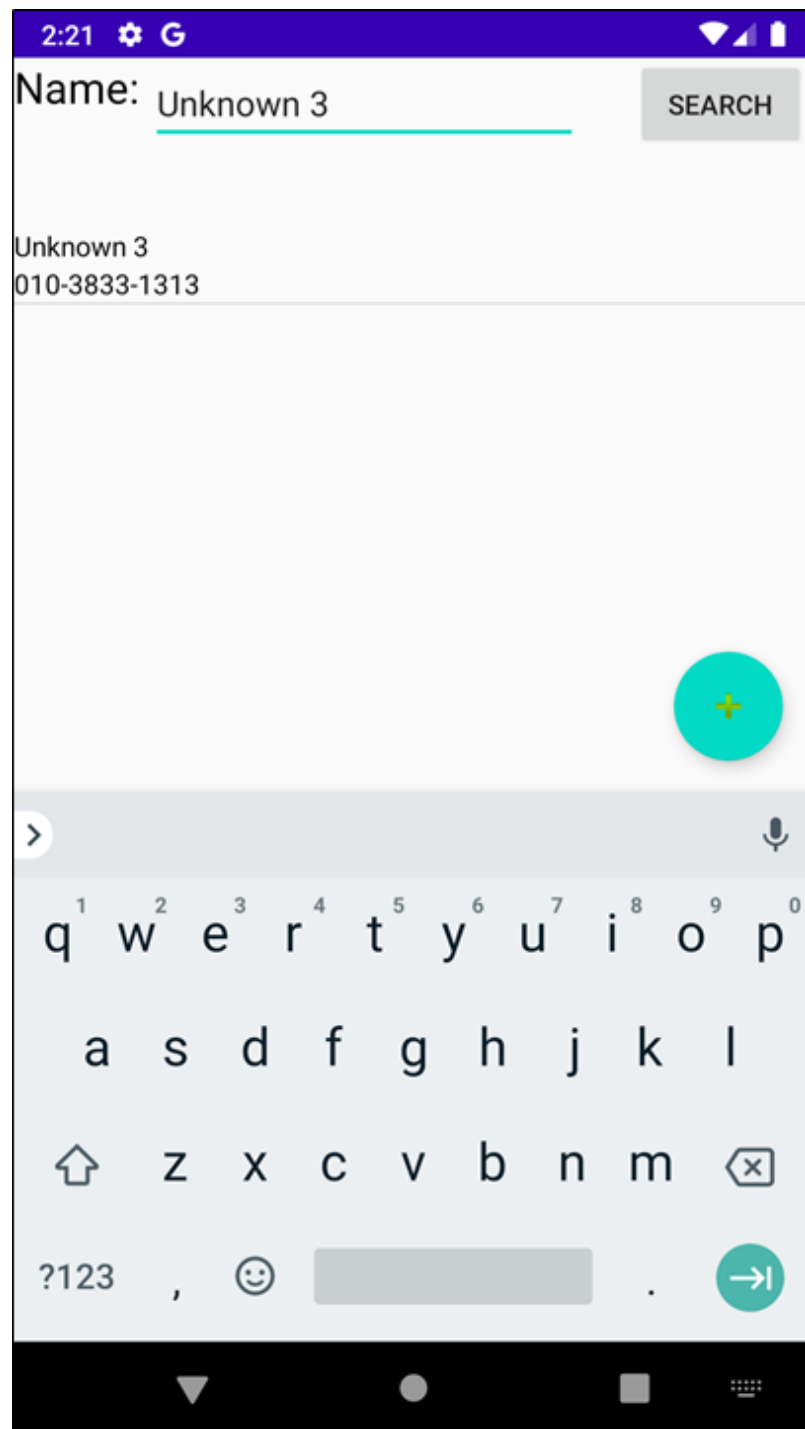 2:21 G
Name: Unknown 3 SEARCH
Unknown 3
010-3833-1313
1 2 3 4 5 6 7 8 9 0
q w e r t y u i o p
a s d f g h j k l
z x c v b n m
?123 , .